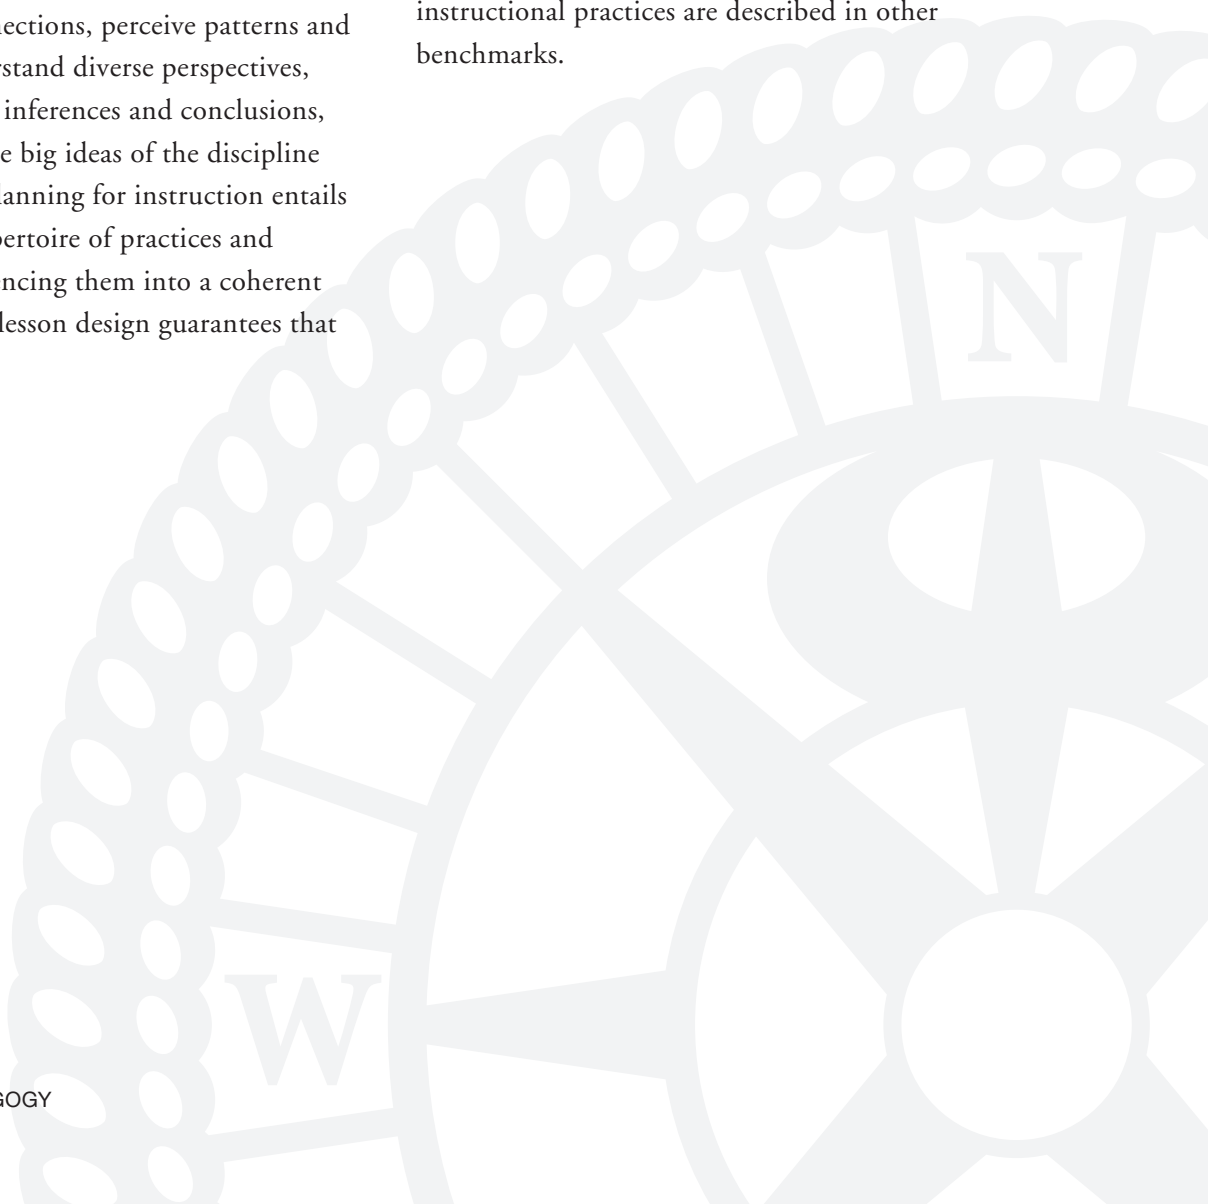 ections, perceive patterns and
rstand diverse perspectives,
inferences and conclusions,
e big ideas of the discipline
lanning for instruction entails
pertoire of practices and
encing them into a coherent
lesson design guarantees that
instructional practices are described in other
benchmarks.
N
W
GOGY